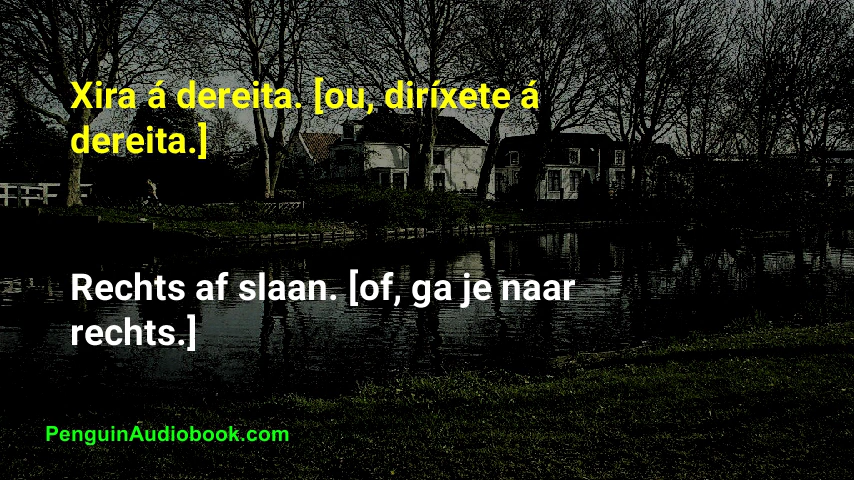 Xira á dereita. [ou, diríxete á
dereita.]
Rechts af slaan. [of, ga je naar
rechts.]
PenguinAudiobook.com